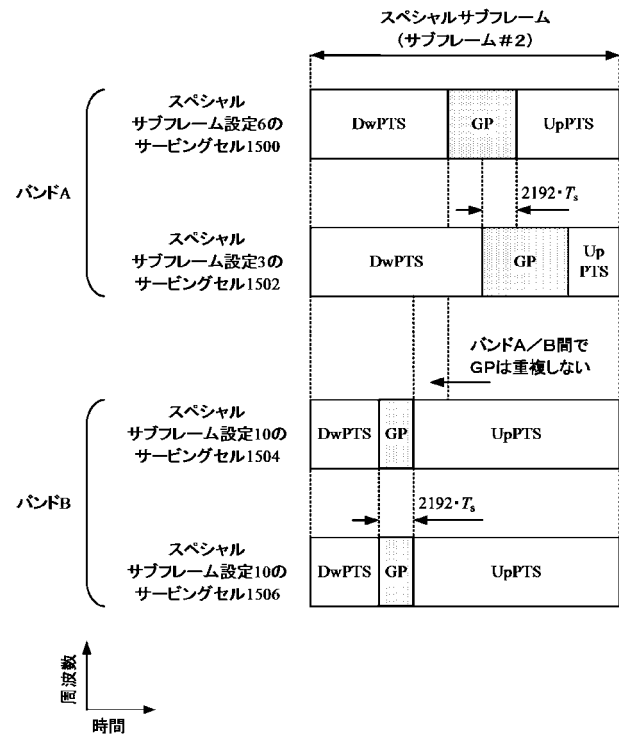 スペシャルサブフレーム
(サブフレーム#2)
スペシャル
サブフレーム設定6の
サービングセル1500
DwPTS
GP
UpPTS
バンドA
2192・Ts
スペシャル
サブフレーム設定3の
サービングセル1502
DwPTS
GP
Up
PTS
バンドA/B間で
GPは重複しない
スペシャル
サブフレーム設定10の
サービングセル1504
DwPTS
GP
UpPTS
バンドB
2192・Ts
スペシャル
サブフレーム設定10の
サービングセル1506
DwPTS
GP
UpPTS
周波数
時間